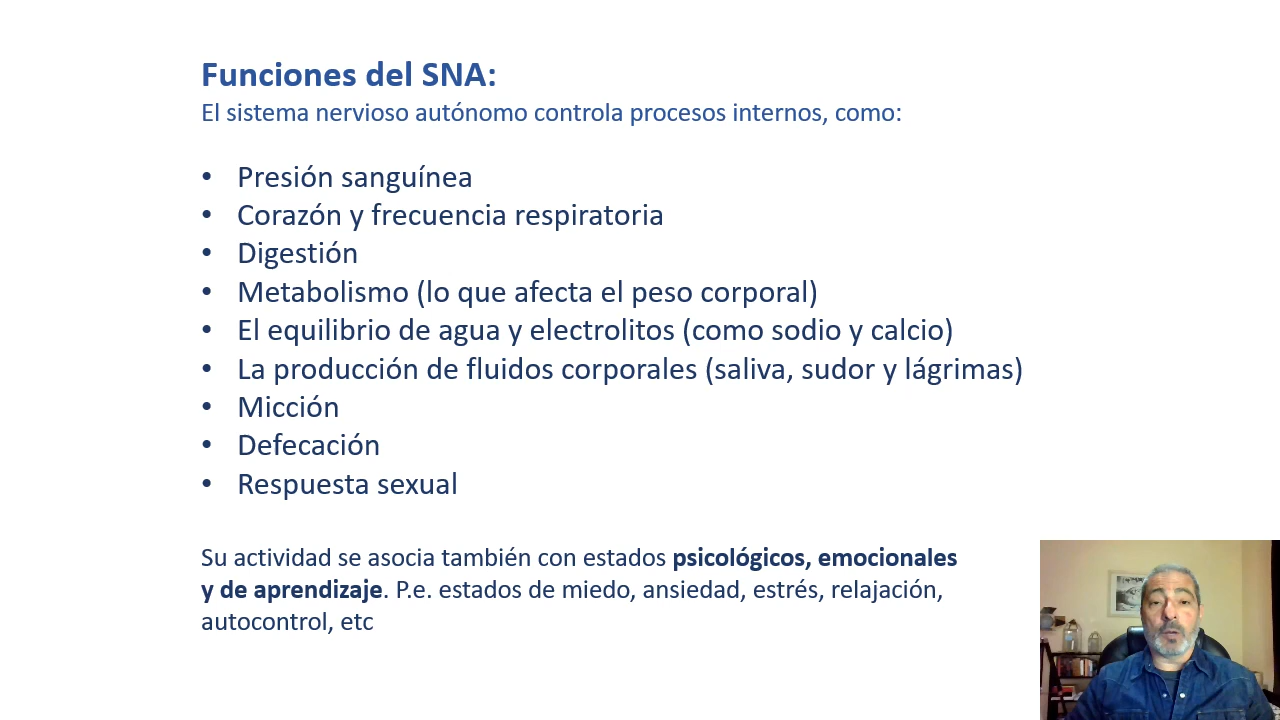 Funciones del SNA:
El sistema nervioso autónomo controla procesos internos, como:
• Presión sanguínea
• Corazón y frecuencia respiratoria
• Digestión
• Metabolismo (lo que afecta el peso corporal)
• El equilibrio de agua y electrolitos (como sodio y calcio)
• La producción de fluidos corporales (saliva, sudor y lágrimas)
• Micción
• Defecación
• Respuesta sexual
Su actividad se asocia también con estados psicológicos, emocionales
y de aprendizaje. P.e. estados de miedo, ansiedad, estrés, relajación,
autocontrol, etc